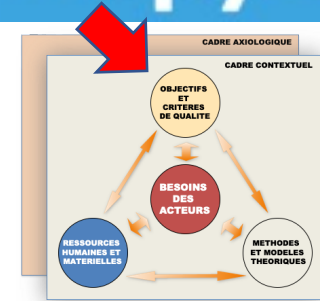 CADRE AXIOLOGIQUE
CADRE CONTEXTUEL
OBJECTIFS
ET
CRITERES
DE QUALITE
BESOINS
DES
ACTEURS
RESSOURCES
HUMAINES ET
MATERIELLES
METHODES
ET MODELES
THEORIQUES